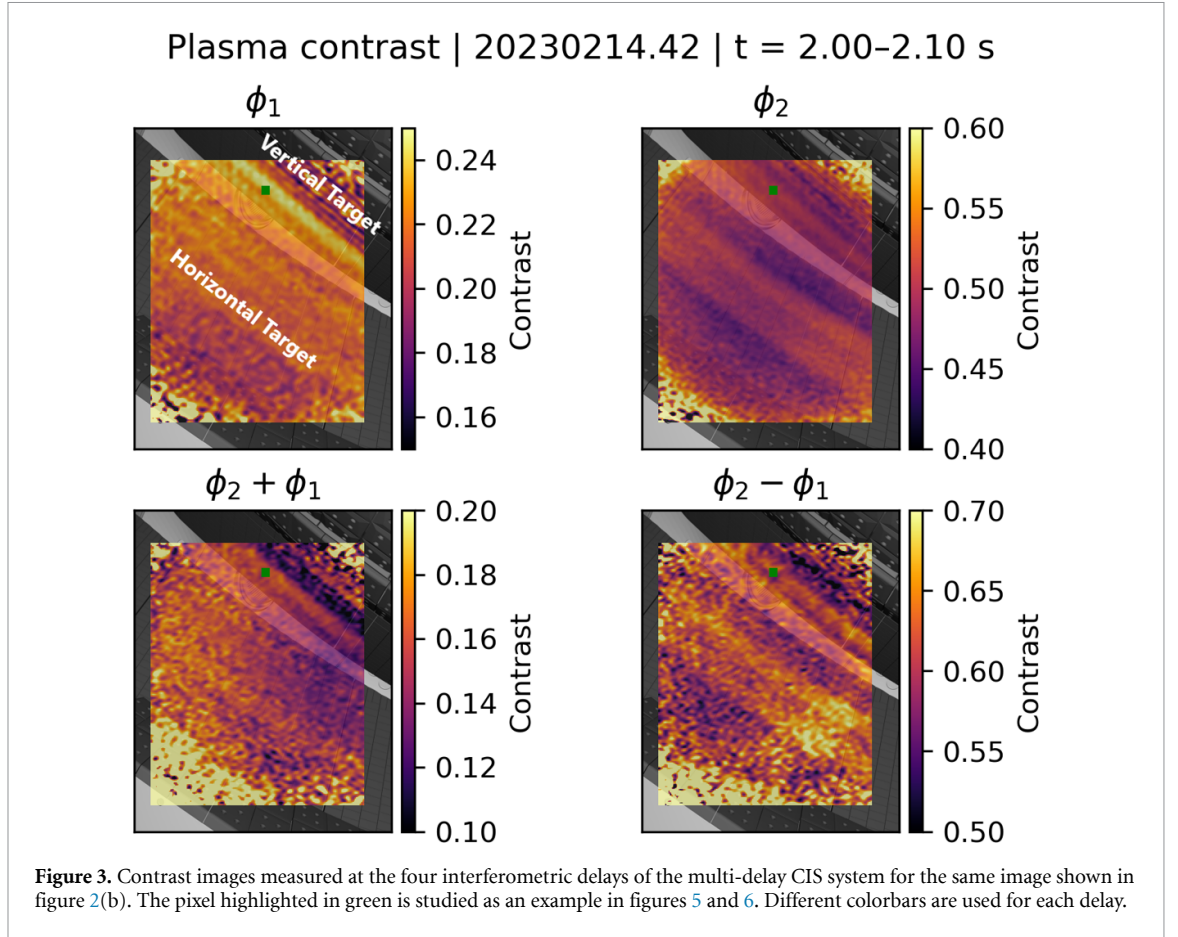 Plasma contrast | 20230214.42 | t = 2.00–2.10 s
ϕ₁
ϕ₂
Vertical Target
Horizontal Target
0.24
0.22
0.20
0.18
0.16
Contrast
0.60
0.55
0.50
0.45
0.40
Contrast
ϕ₂ + ϕ₁
ϕ₂ − ϕ₁
0.20
0.18
0.16
0.14
0.12
0.10
Contrast
0.70
0.65
0.60
0.55
0.50
Contrast
Figure 3. Contrast images measured at the four interferometric delays of the multi-delay CIS system for the same image shown in
figure 2(b). The pixel highlighted in green is studied as an example in figures 5 and 6. Different colorbars are used for each delay.